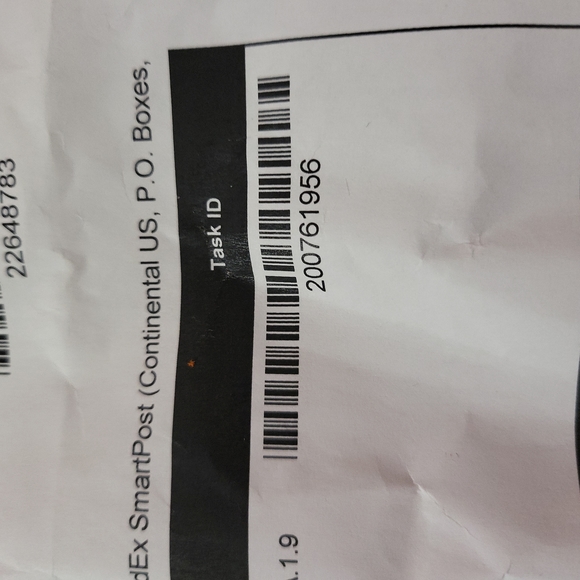 22648783
dEx SmartPost (Continental US, P.O. Boxes,
Task ID
200761956
.1.9